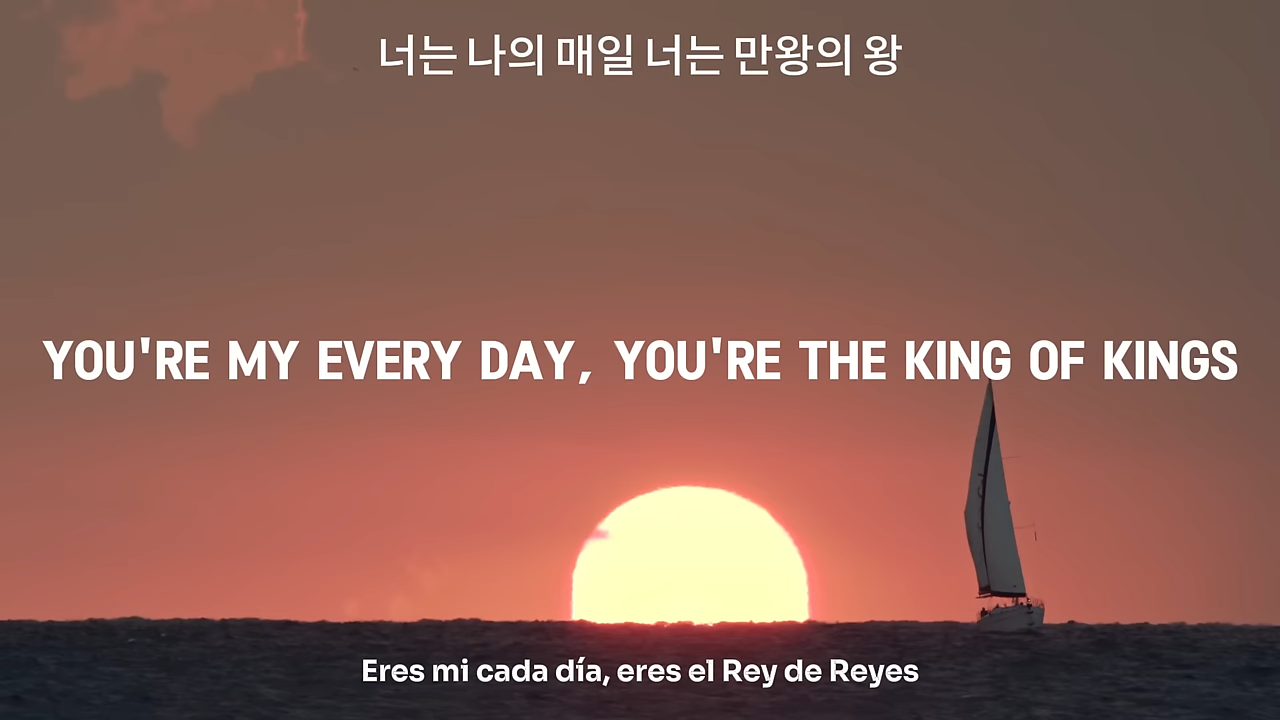 너는 나의 매일 너는 만왕의 왕
YOU'RE MY EVERY DAY, YOU'RE THE KING OF KINGS
Eres mi cada día, eres el Rey de Reyes